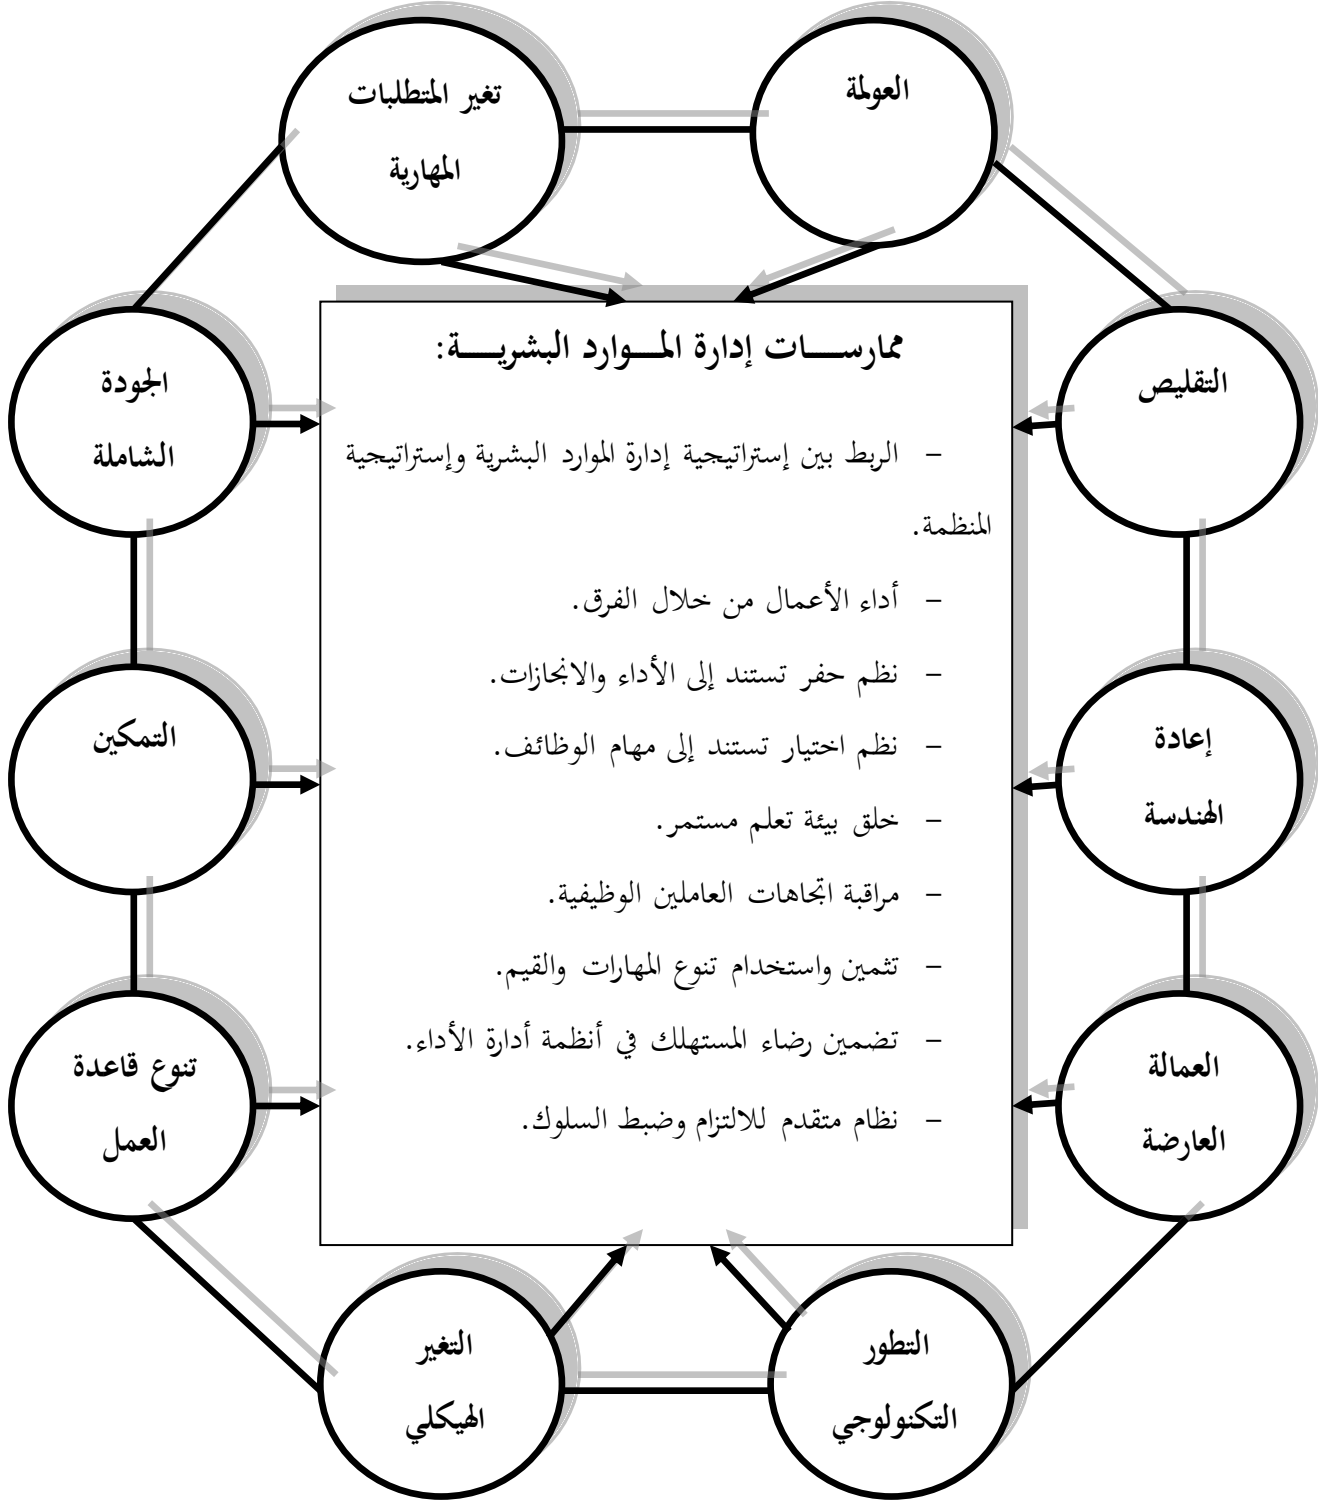 تغير المتطلبات
المهارية
العولمة
الجودة
الشاملة
التقليص
ممارسات إدارة الموارد البشرية:
– الربط بين إستراتيجية إدارة الموارد البشرية وإستراتيجية
المنظمة.
– أداء الأعمال من خلال الفرق.
– نظم حفر تستند إلى الأداء والانجازات.
– نظم اختيار تستند إلى مهام الوظائف.
– خلق بيئة تعلم مستمر.
– مراقبة اتجاهات العاملين الوظيفية.
– تثمين واستخدام تنوع المهارات والقيم.
– تضمين رضاء المستهلك في أنظمة أدارة الأداء.
– نظام متقدم للالتزام وضبط السلوك.
التمكين
إعادة
الهندسة
تنوع قاعدة
العمل
العمالة
العارضة
التغير
الهيكلي
التطور
التكنولوجي